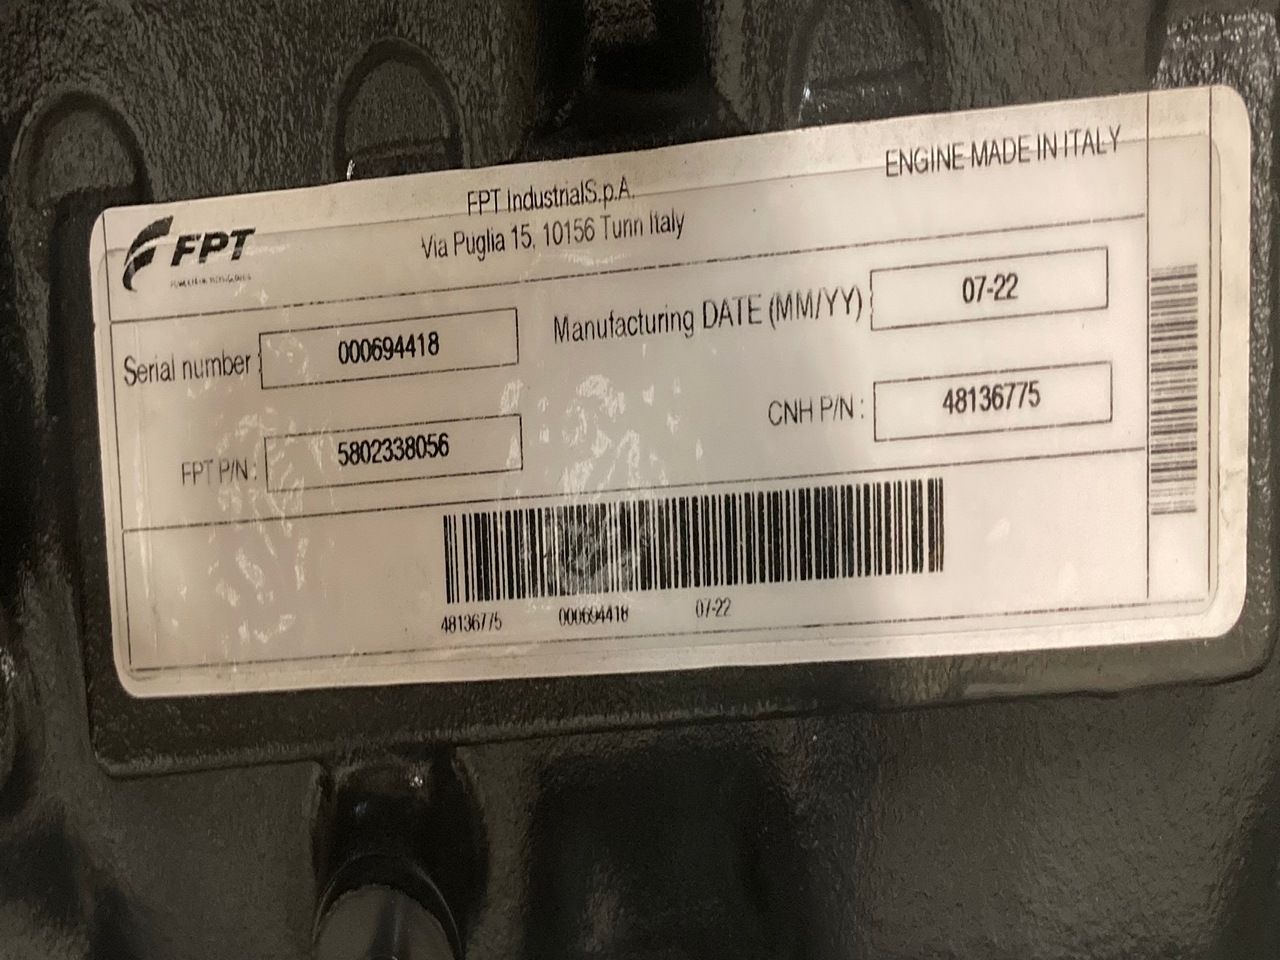 FPT
FPT IndustrialS.p.A.
Via Puglia 15, 10156 Turin Italy
ENGINE MADE IN ITALY
Serial number : 000694418
Manufacturing DATE (MM/YY) : 07-22
FPT P/N : 5802338056
CNH P/N : 48136775
48136775 000694418 07-22